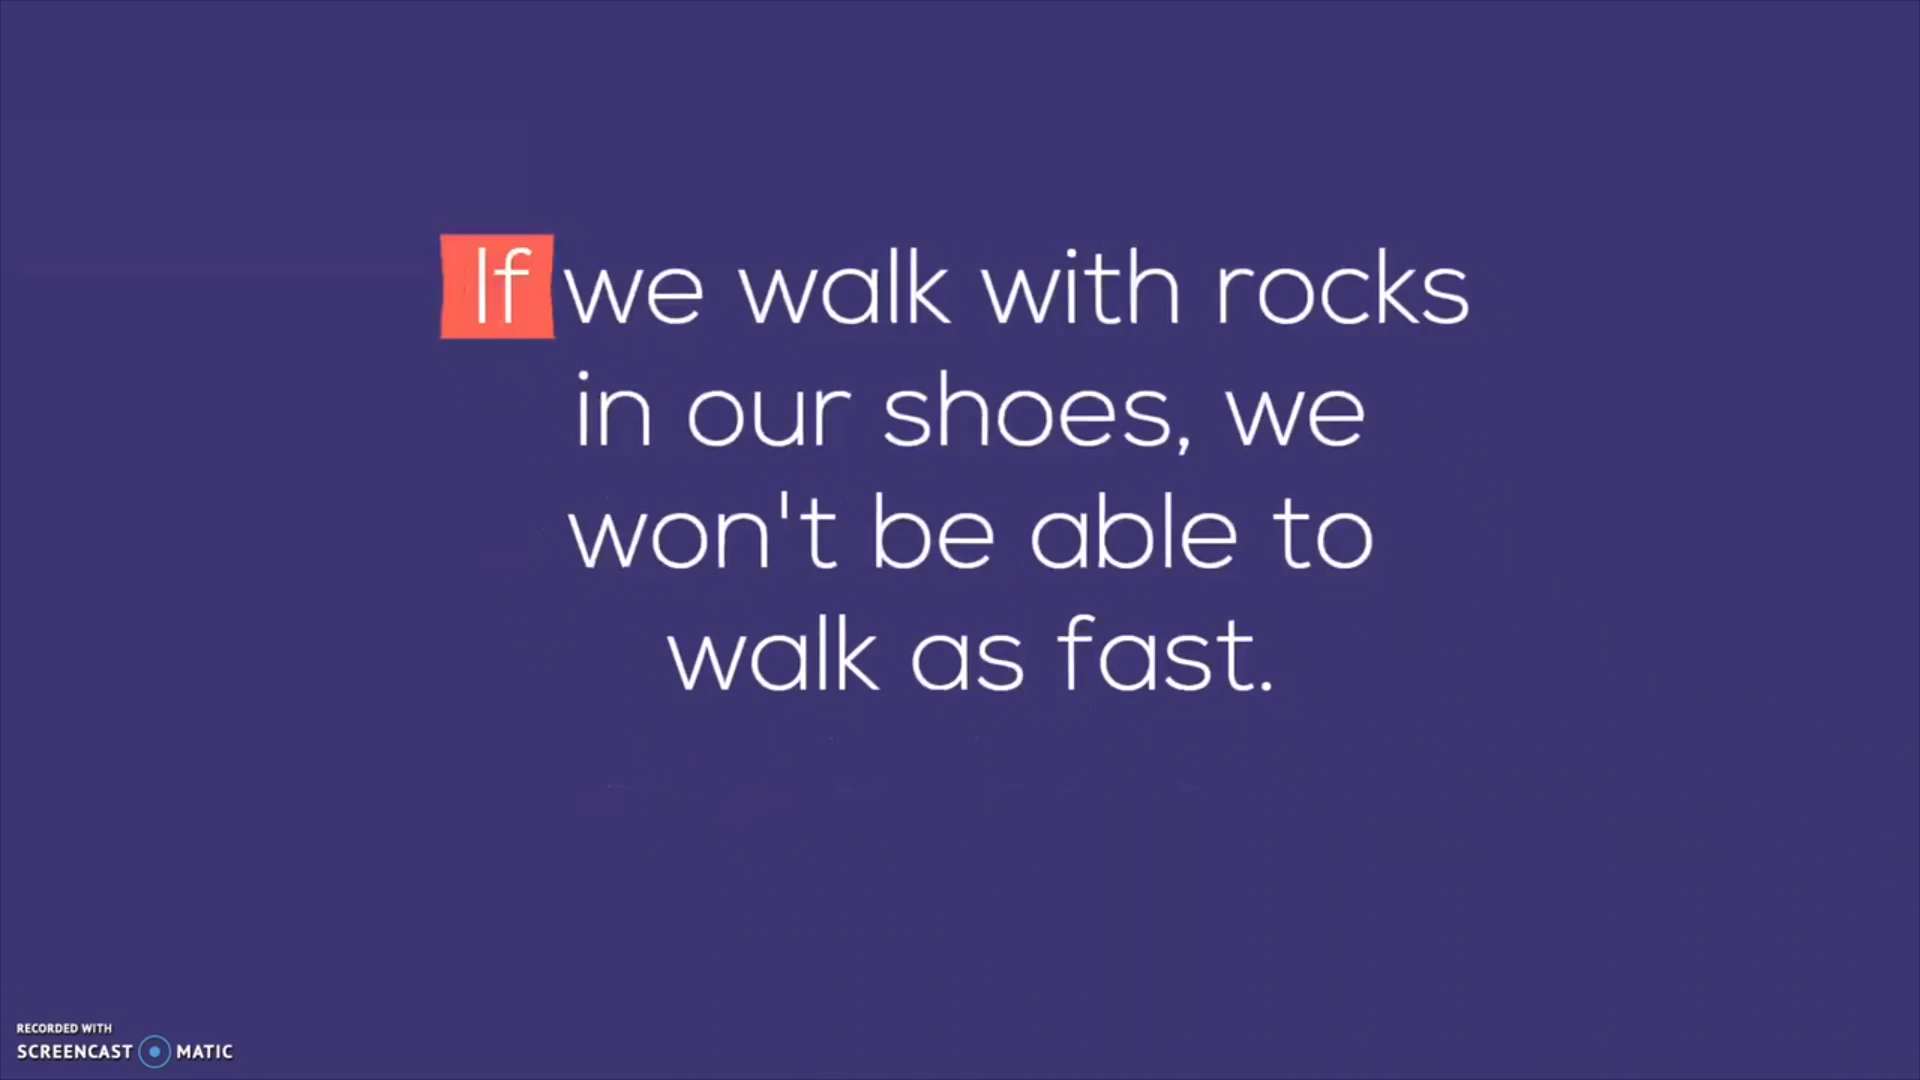 If we walk with rocks
in our shoes, we
won't be able to
walk as fast.
RECORDED WITH
SCREENCAST MATIC